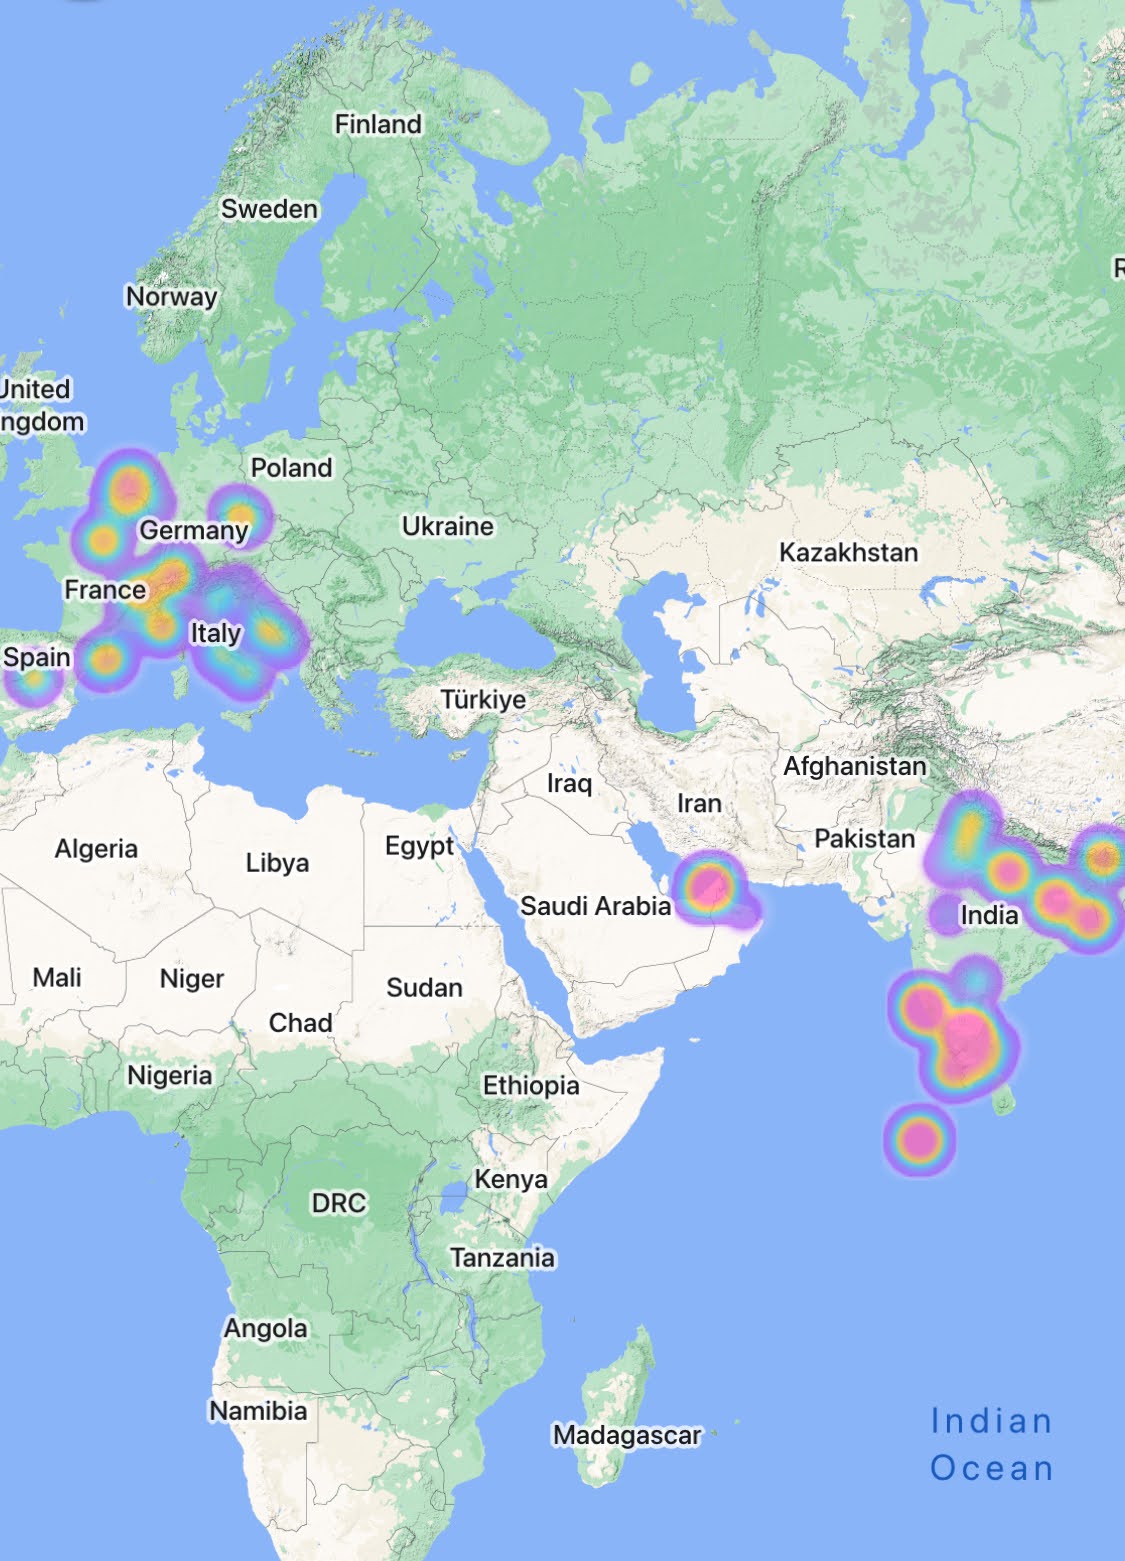 Finland
Sweden
Norway
R
United
ngdom
Poland
Germany
Ukraine
Kazakhstan
France
Italy
Spain
Türkiye
Afghanistan
Iraq
Iran
Pakistan
Algeria
Libya
Egypt
Saudi Arabia
India
Mali
Niger
Sudan
Chad
Nigeria
Ethiopia
Kenya
DRC
Tanzania
Angola
Namibia
Madagascar
Indian
Ocean